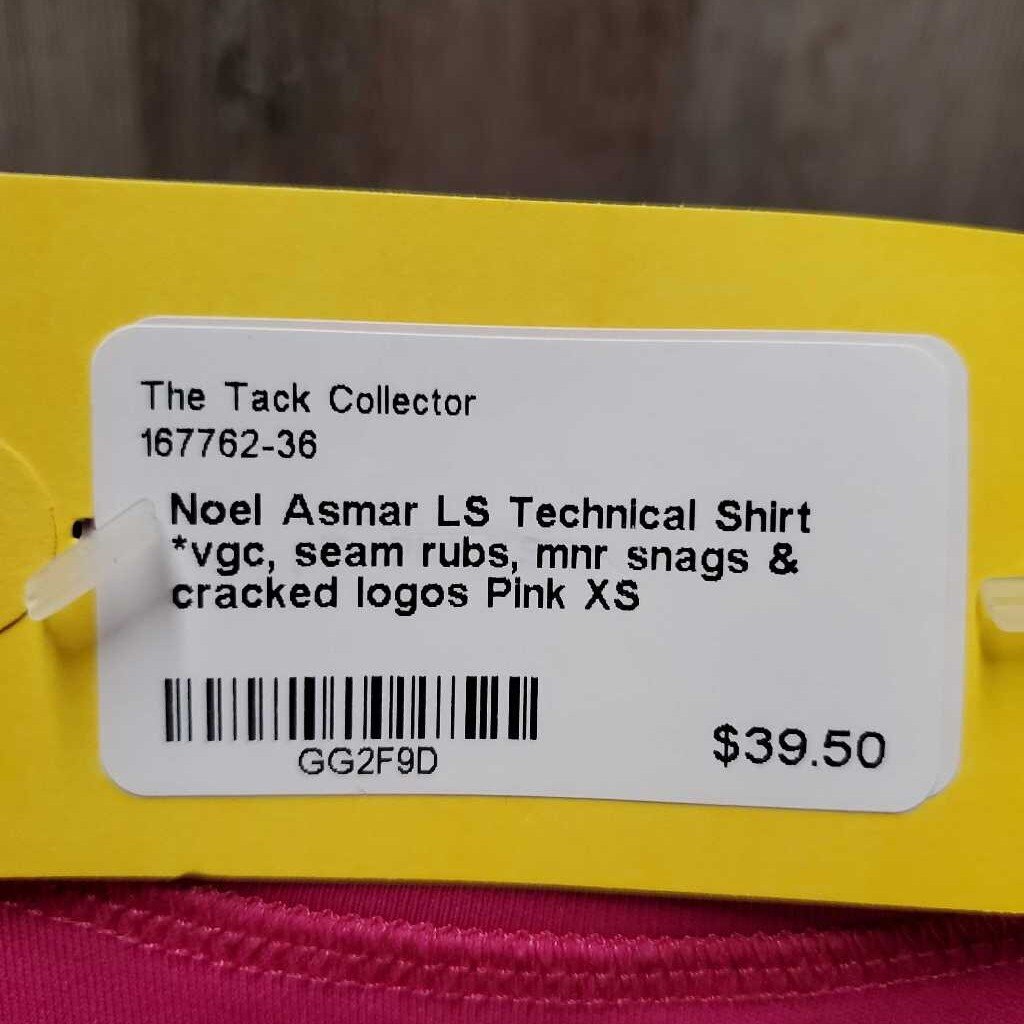 The Tack Collector
167762-36
Noel Asmar LS Technical Shirt
*vgc, seam rubs, mnr snags &
cracked logos Pink XS
GG2F9D
$39.50